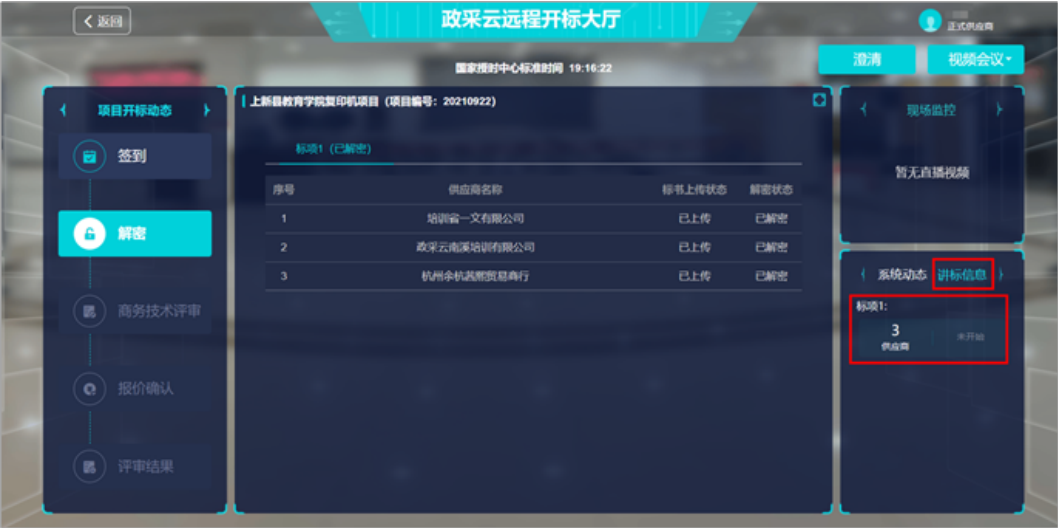 返回
政采云远程开标大厅
正式供应商
国家授时中心标准时间 19:16:22
澄清
视频会议
项目开标动态
签到
解密
商务技术评审
报价确认
评审结果
上新县教育学院复印机项目（项目编号：20210922）
标项1（已解密）
序号 供应商名称 标书上传状态 解密状态
1 培训省一文有限公司 已上传 已解密
2 政采云南溪培训有限公司 已上传 已解密
3 杭州余杭茜熙贸易商行 已上传 已解密
现场监控
暂无直播视频
系统动态 讲标信息
标项1:
3
供应商
未开始